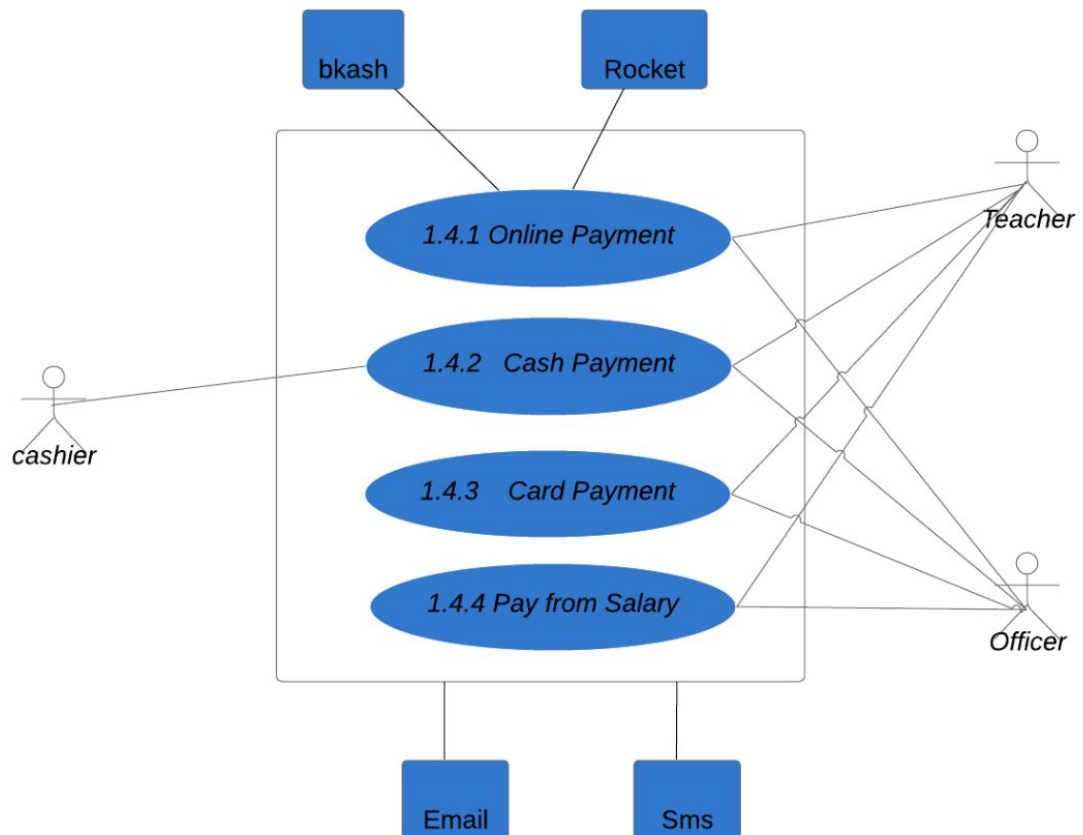 bkash
Rocket
1.4.1 Online Payment
Teacher
1.4.2 Cash Payment
cashier
1.4.3 Card Payment
1.4.4 Pay from Salary
Officer
Email
Sms